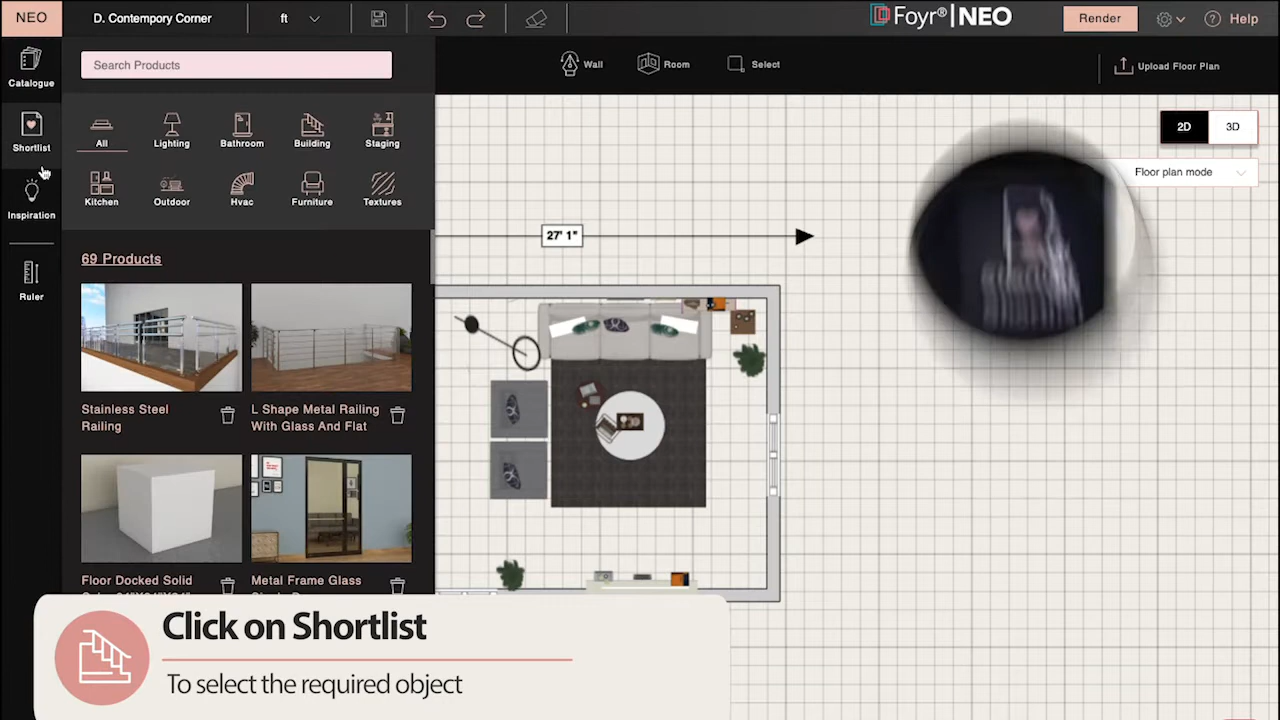 NEO
D. Contempory Corner
ft
Foyr® NEO
Render
Help
Catalogue
Shortlist
Inspiration
Ruler
Search Products
All
Lighting
Bathroom
Building
Staging
Kitchen
Outdoor
Hvac
Furniture
Textures
Wall
Room
Select
Upload Floor Plan
2D
3D
Floor plan mode
27' 1"
69 Products
Stainless Steel
Railing
L Shape Metal Railing
With Glass And Flat
Floor Docked Solid
Metal Frame Glass
Click on Shortlist
To select the required object